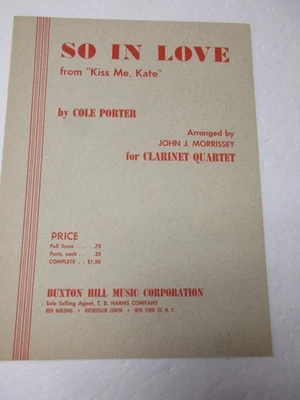 SO IN LOVE
from "Kiss Me, Kate"
by COLE PORTER
Arranged by
JOHN J. MORRISSEY
for CLARINET QUARTET
PRICE
Full Score . . .75
Parts, each . . .25
COMPLETE . . $1.50
BUXTON HILL MUSIC CORPORATION
Sole Selling Agent, T. B. HARMS COMPANY
RKO BUILDING • ROCKEFELLER CENTER • NEW YORK 20, N. Y.